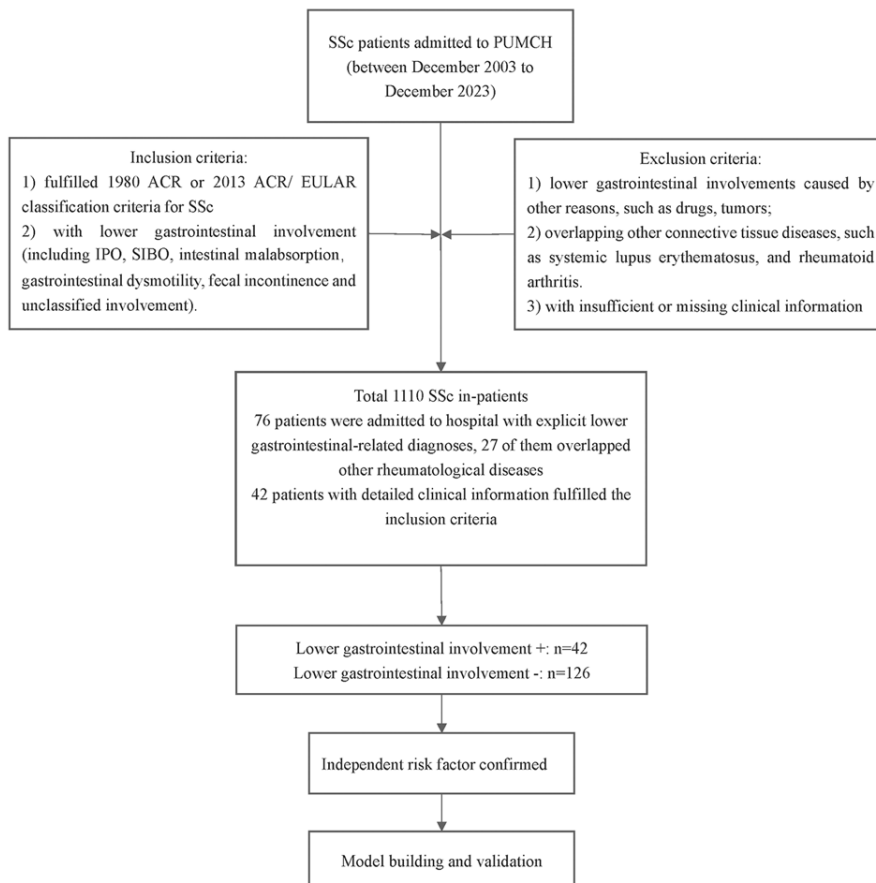 SSc patients admitted to PUMCH
(between December 2003 to
December 2023)
Inclusion criteria:
1) fulfilled 1980 ACR or 2013 ACR/ EULAR
classification criteria for SSc
2) with lower gastrointestinal involvement
(including IPO, SIBO, intestinal malabsorption,
gastrointestinal dysmotility, fecal incontinence and
unclassified involvement).
Exclusion criteria:
1) lower gastrointestinal involvements caused by
other reasons, such as drugs, tumors;
2) overlapping other connective tissue diseases, such
as systemic lupus erythematosus, and rheumatoid
arthritis.
3) with insufficient or missing clinical information
Total 1110 SSc in-patients
76 patients were admitted to hospital with explicit lower
gastrointestinal-related diagnoses, 27 of them overlapped
other rheumatological diseases
42 patients with detailed clinical information fulfilled the
inclusion criteria
Lower gastrointestinal involvement +: n=42
Lower gastrointestinal involvement -: n=126
Independent risk factor confirmed
Model building and validation